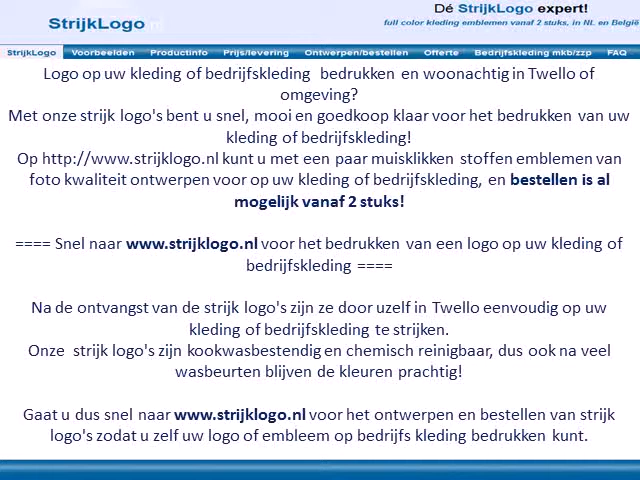 StrijkLogo.nl
Dé StrijkLogo expert!
full color kleding emblemen vanaf 2 stuks, in NL en België
StrijkLogo Voorbeelden Productinfo Prijs/levering Ontwerpen/bestellen Offerte Bedrijfskleding mkb/zzp FAQ
Logo op uw kleding of bedrijfskleding bedrukken en woonachtig in Twello of
omgeving?
Met onze strijk logo's bent u snel, mooi en goedkoop klaar voor het bedrukken van uw
kleding of bedrijfskleding!
Op http://www.strijklogo.nl kunt u met een paar muisklikken stoffen emblemen van
foto kwaliteit ontwerpen voor op uw kleding of bedrijfskleding, en bestellen is al
mogelijk vanaf 2 stuks!
==== Snel naar www.strijklogo.nl voor het bedrukken van een logo op uw kleding of
bedrijfskleding ====
Na de ontvangst van de strijk logo's zijn ze door uzelf in Twello eenvoudig op uw
kleding of bedrijfskleding te strijken.
Onze strijk logo's zijn kookwasbestendig en chemisch reinigbaar, dus ook na veel
wasbeurten blijven de kleuren prachtig!
Gaat u dus snel naar www.strijklogo.nl voor het ontwerpen en bestellen van strijk
logo's zodat u zelf uw logo of embleem op bedrijfs kleding bedrukken kunt.